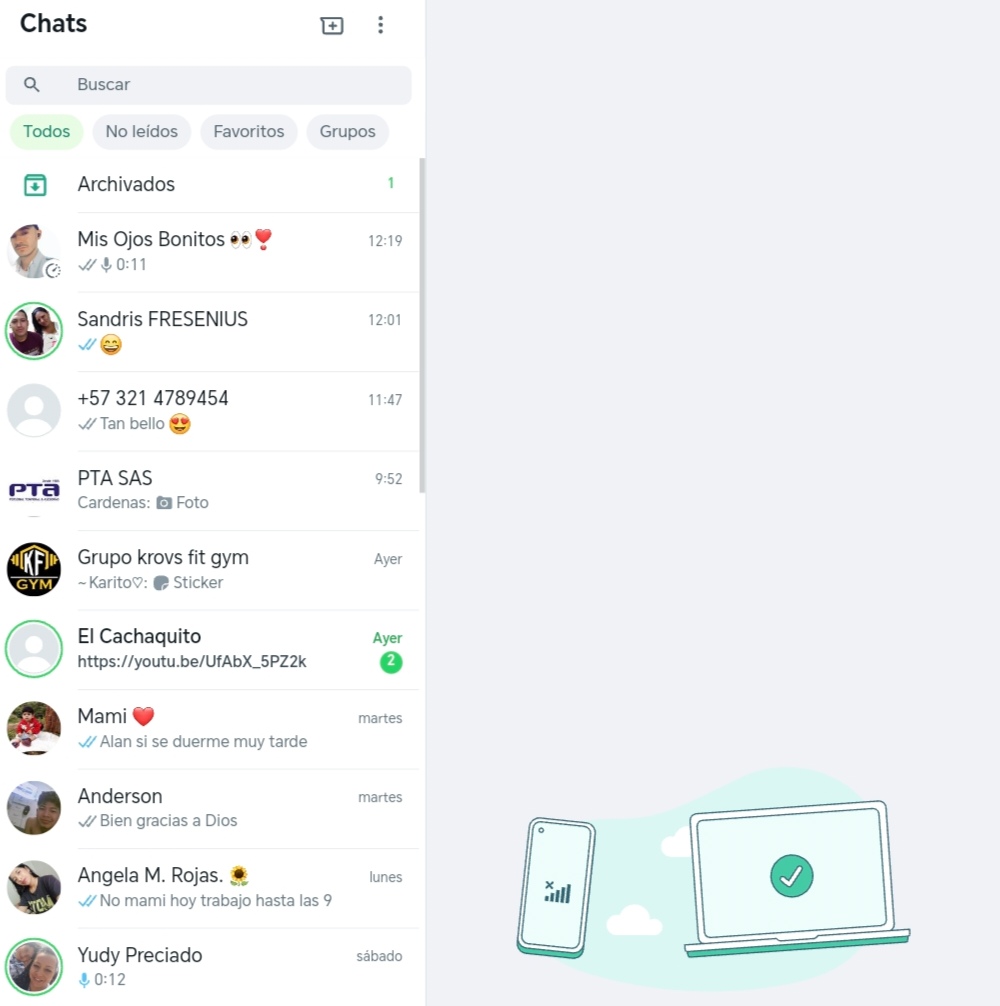 Chats
Buscar
Todos No leídos Favoritos Grupos
Archivados 1
Mis Ojos Bonitos 👀❣️ 12:19
0:11
Sandris FRESENIUS 12:01
😄
+57 321 4789454 11:47
Tan bello 😍
PTA SAS 9:52
Cardenas: 📷 Foto
Grupo krovs fit gym Ayer
~Karito♡: Sticker
El Cachaquito Ayer
https://youtu.be/UfAbX_5PZ2k 2
Mami ❤️ martes
Alan si se duerme muy tarde
Anderson martes
Bien gracias a Dios
Angela M. Rojas. 🌻 lunes
No mami hoy trabajo hasta las 9
Yudy Preciado sábado
0:12
PTA
KF
GYM